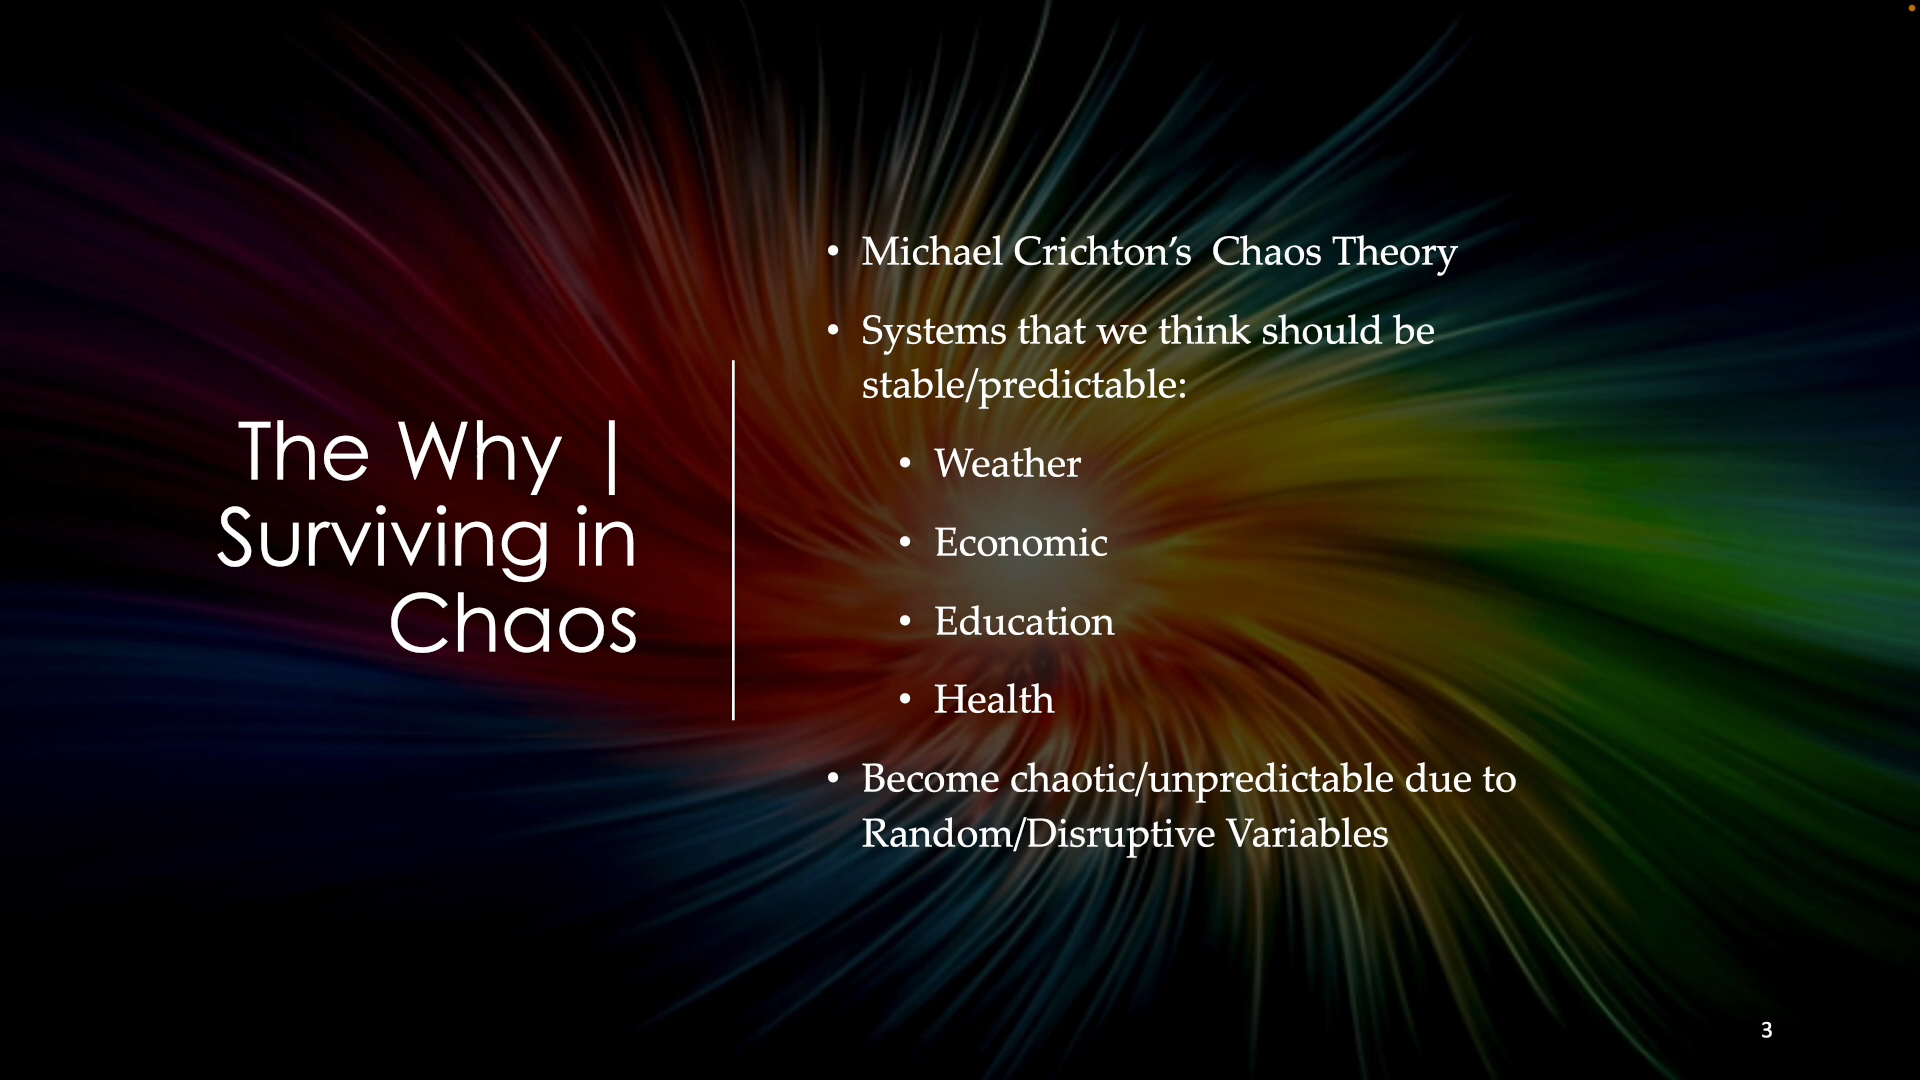 The Why |
Surviving in
Chaos
• Michael Crichton’s  Chaos Theory
• Systems that we think should be
stable/predictable:
• Weather
• Economic
• Education
• Health
• Become chaotic/unpredictable due to
Random/Disruptive Variables
3